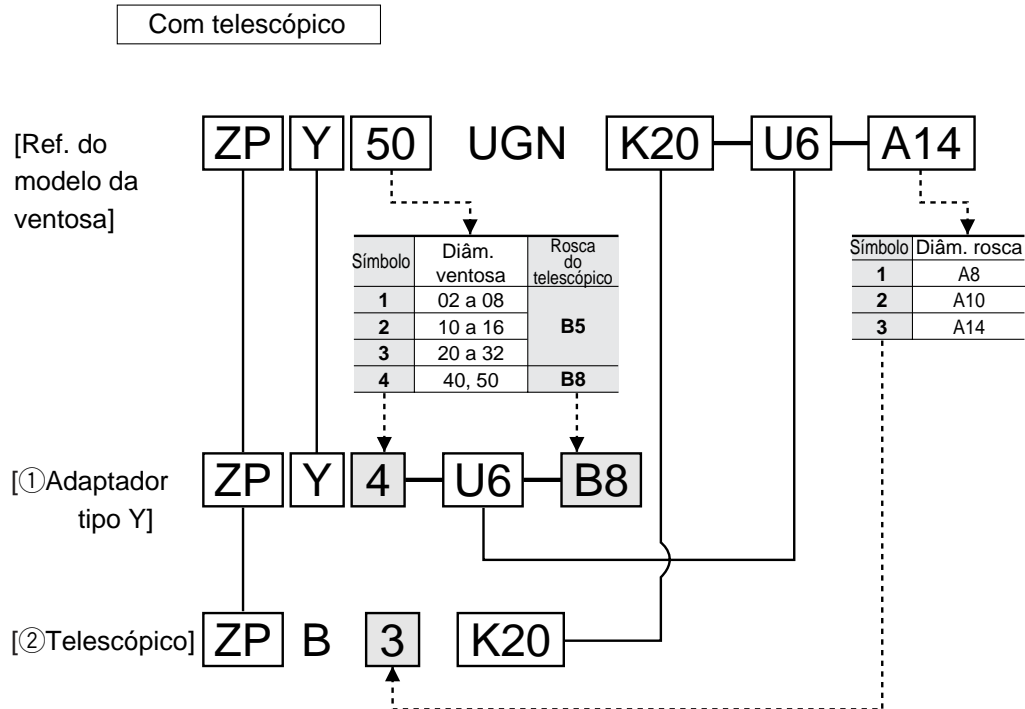 Com telescópico
[Ref. do
modelo da
ventosa]
ZP Y 50 UGN K20 U6 A14
Símbolo Diâm. ventosa Rosca do telescópico
1 02 a 08 B5
2 10 a 16
3 20 a 32
4 40, 50 B8
Símbolo Diâm. rosca
1 A8
2 A10
3 A14
[①Adaptador
tipo Y]
ZP Y 4 U6 B8
[②Telescópico] ZP B 3 K20